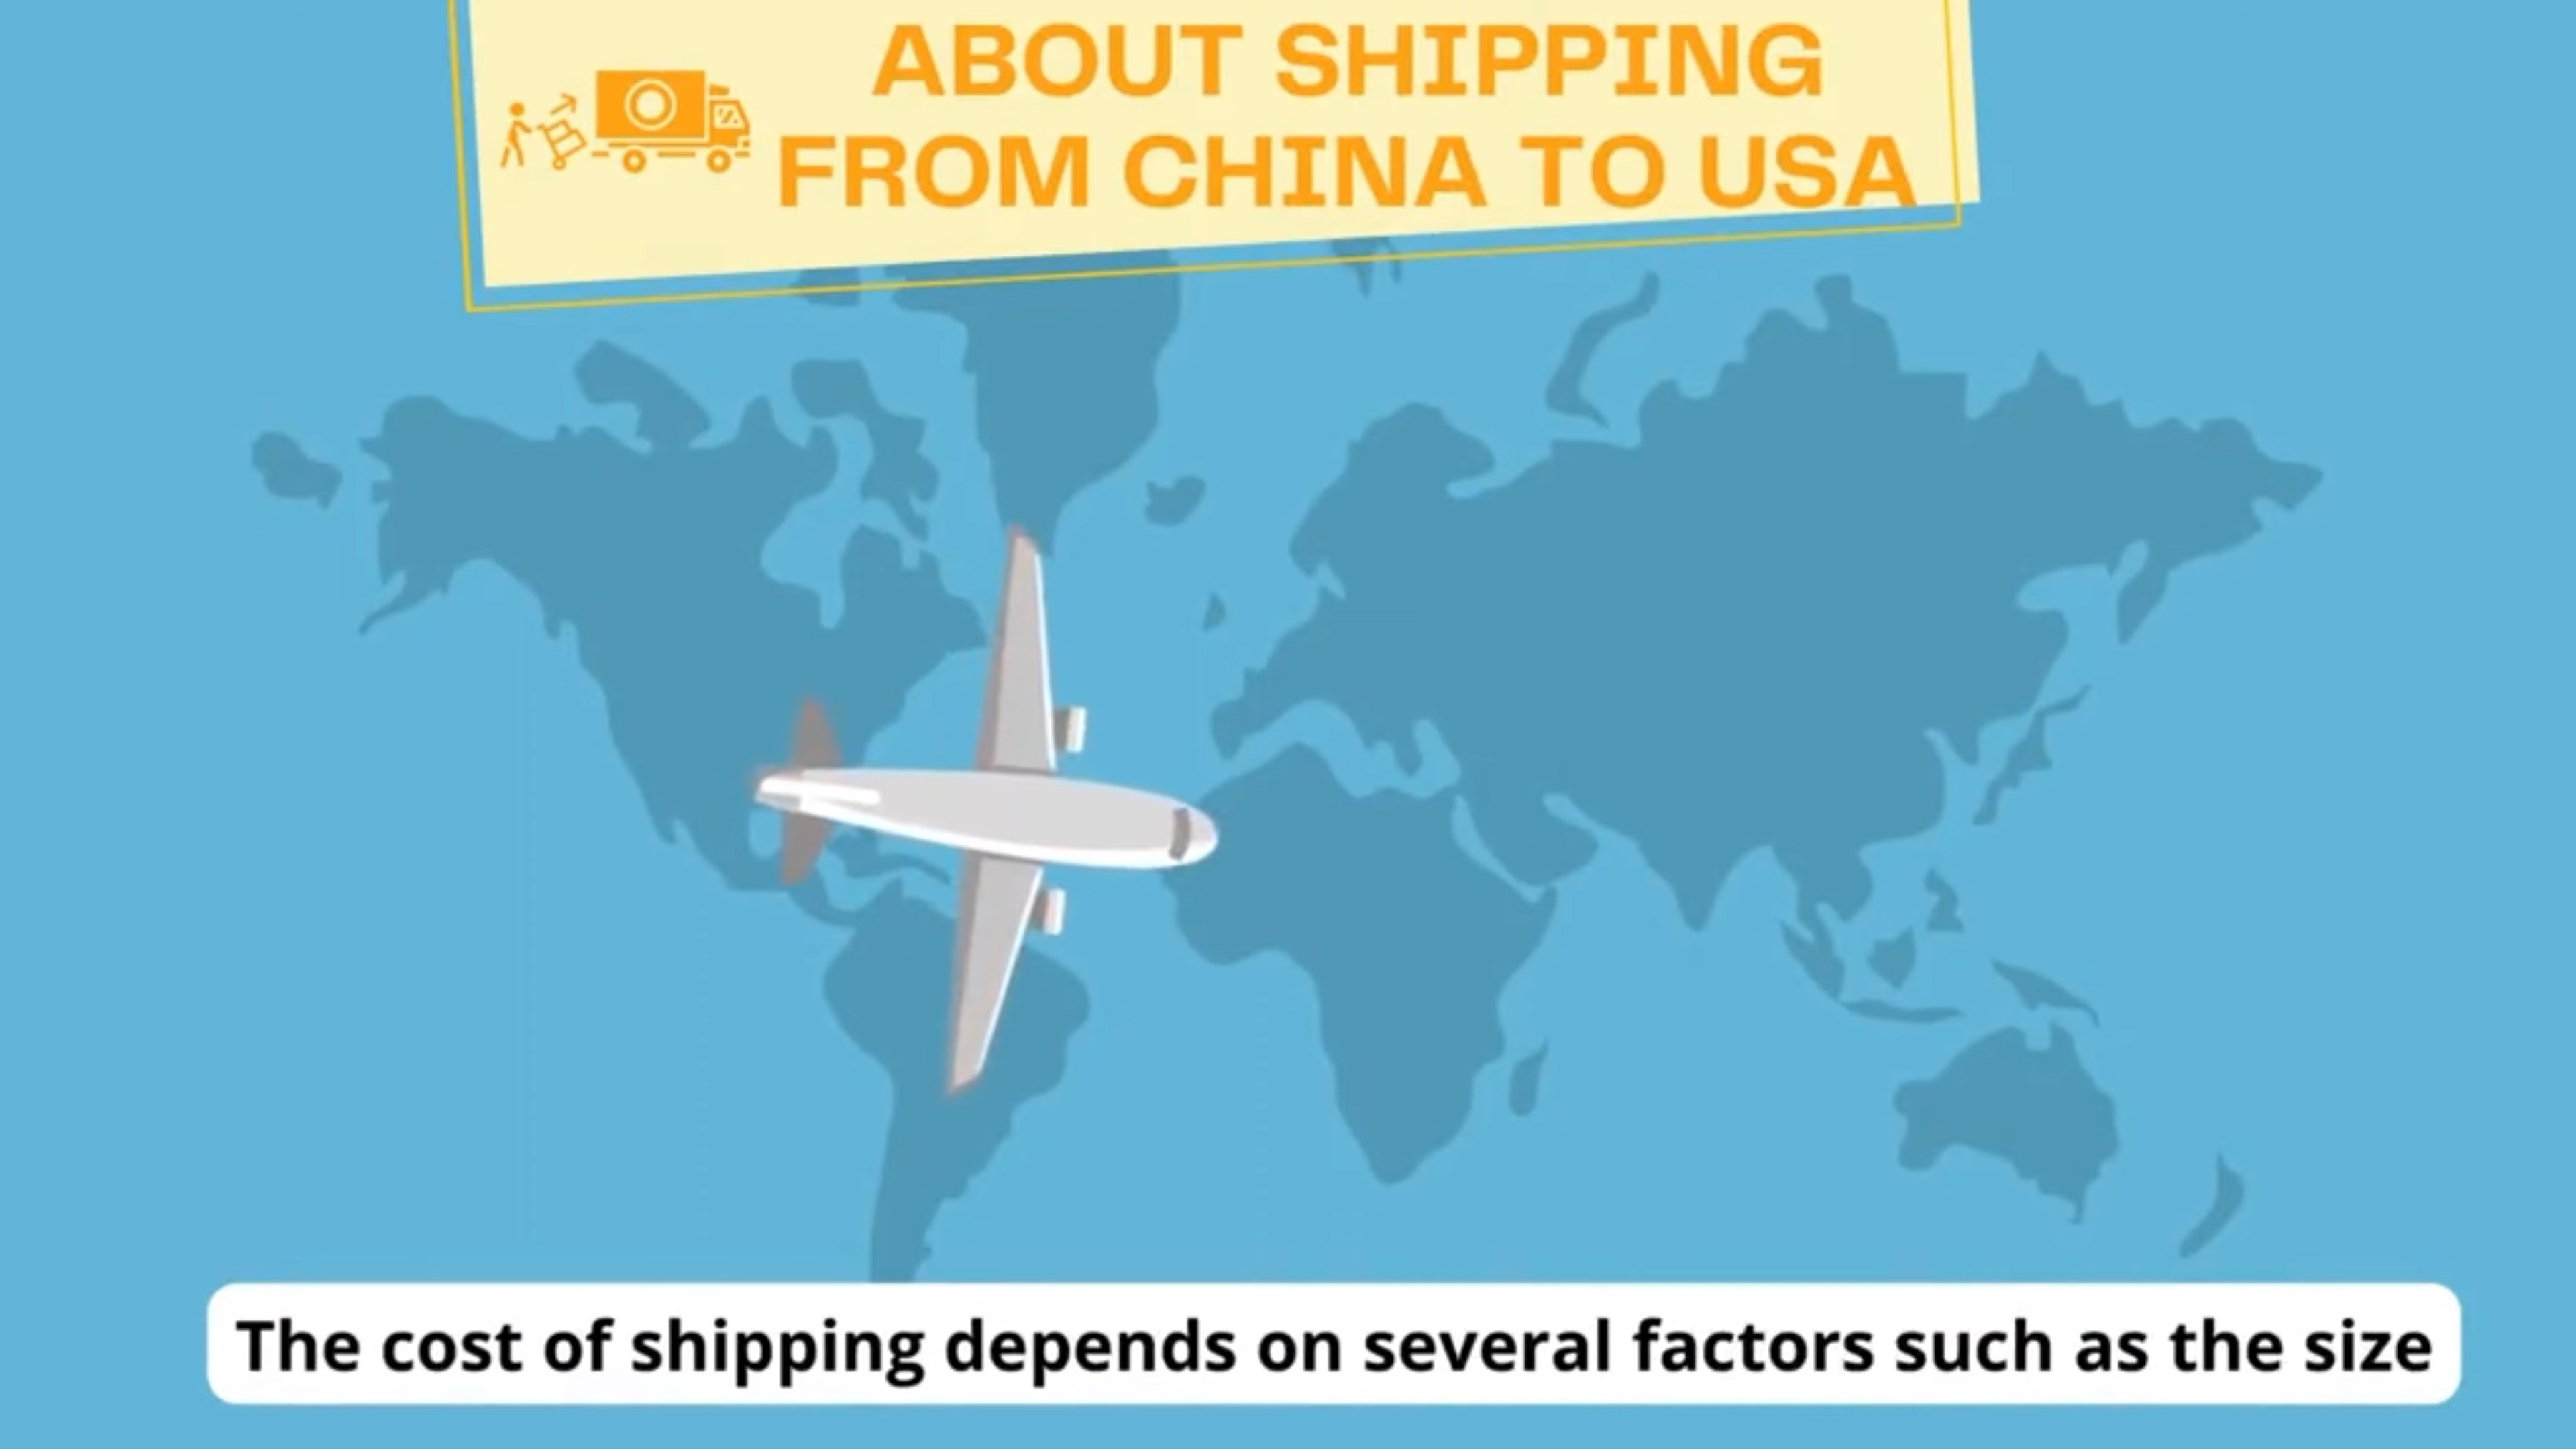 ABOUT SHIPPING
FROM CHINA TO USA
The cost of shipping depends on several factors such as the size